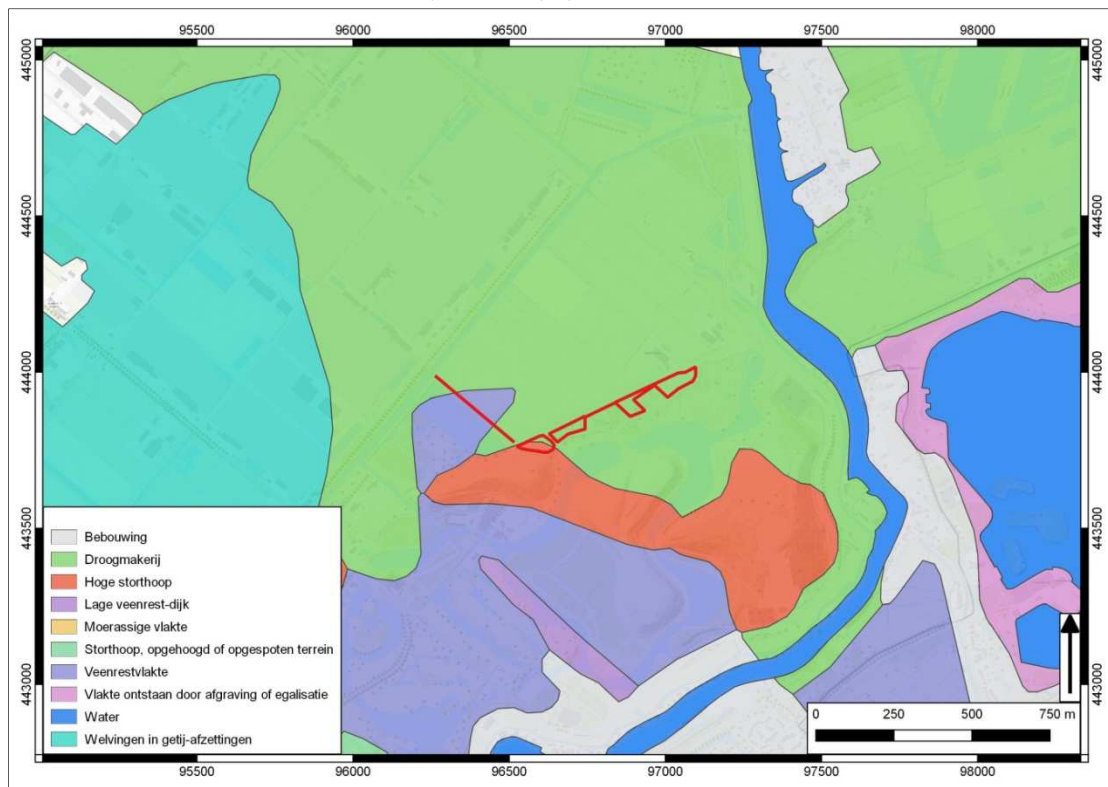 95500 96000 96500 97000 97500 98000
445000 445000
444500 444500
444000 444000
443500 443500
443000 443000
Bebouwing
Droogmakerij
Hoge storthoop
Lage veenrest-dijk
Moerassige vlakte
Storthoop, opgehoogd of opgespoten terrein
Veenrestvlakte
Vlakte ontstaan door afgraving of egalisatie
Water
Welvingen in getij-afzettingen
0 250 500 750 m
95500 96000 96500 97000 97500 98000